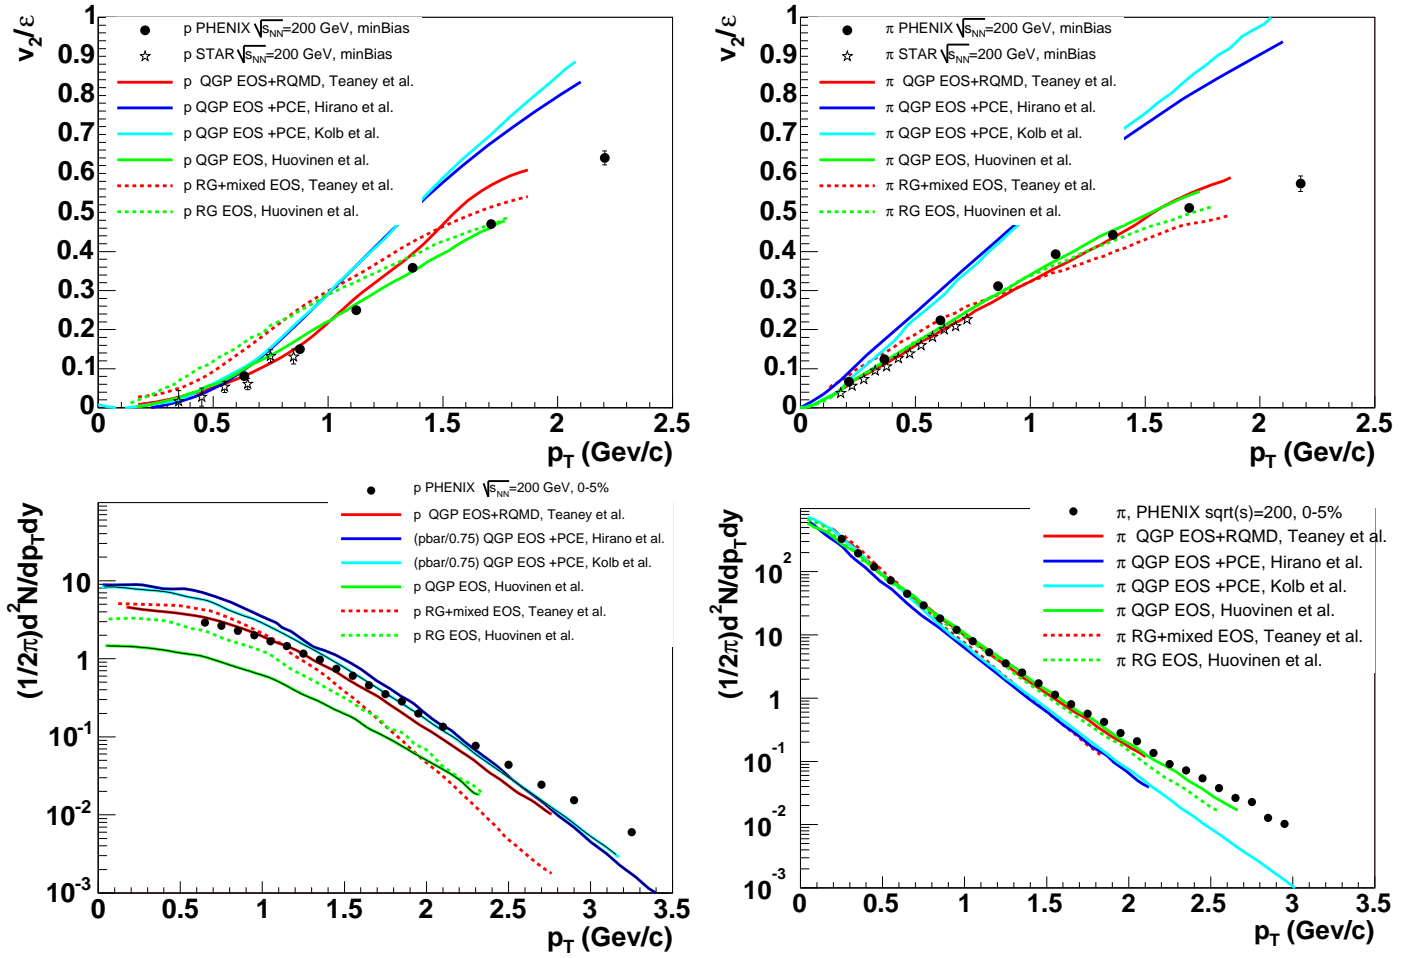 v2/ε
1
0.9
0.8
0.7
0.6
0.5
0.4
0.3
0.2
0.1
0
p PHENIX √sNN=200 GeV, minBias
p STAR √sNN=200 GeV, minBias
p QGP EOS+RQMD, Teaney et al.
p QGP EOS +PCE, Hirano et al.
p QGP EOS +PCE, Kolb et al.
p QGP EOS, Huovinen et al.
p RG+mixed EOS, Teaney et al.
p RG EOS, Huovinen et al.
0 0.5 1 1.5 2 2.5
pT (Gev/c)
v2/ε
1
0.9
0.8
0.7
0.6
0.5
0.4
0.3
0.2
0.1
0
π PHENIX √sNN=200 GeV, minBias
π STAR √sNN=200 GeV, minBias
π QGP EOS+RQMD, Teaney et al.
π QGP EOS +PCE, Hirano et al.
π QGP EOS +PCE, Kolb et al.
π QGP EOS, Huovinen et al.
π RG+mixed EOS, Teaney et al.
π RG EOS, Huovinen et al.
0 0.5 1 1.5 2 2.5
pT (Gev/c)
(1/2π)d²N/dpTdy
10
1
10⁻¹
10⁻²
10⁻³
p PHENIX √sNN=200 GeV, 0-5%
p QGP EOS+RQMD, Teaney et al.
(pbar/0.75) QGP EOS +PCE, Hirano et al.
(pbar/0.75) QGP EOS +PCE, Kolb et al.
p QGP EOS, Huovinen et al.
p RG+mixed EOS, Teaney et al.
p RG EOS, Huovinen et al.
0 0.5 1 1.5 2 2.5 3 3.5
pT (Gev/c)
(1/2π)d²N/dpTdy
10²
10
1
10⁻¹
10⁻²
10⁻³
π, PHENIX sqrt(s)=200, 0-5%
π QGP EOS+RQMD, Teaney et al.
π QGP EOS +PCE, Hirano et al.
π QGP EOS +PCE, Kolb et al.
π QGP EOS, Huovinen et al.
π RG+mixed EOS, Teaney et al.
π RG EOS, Huovinen et al.
0 0.5 1 1.5 2 2.5 3 3.5
pT (Gev/c)